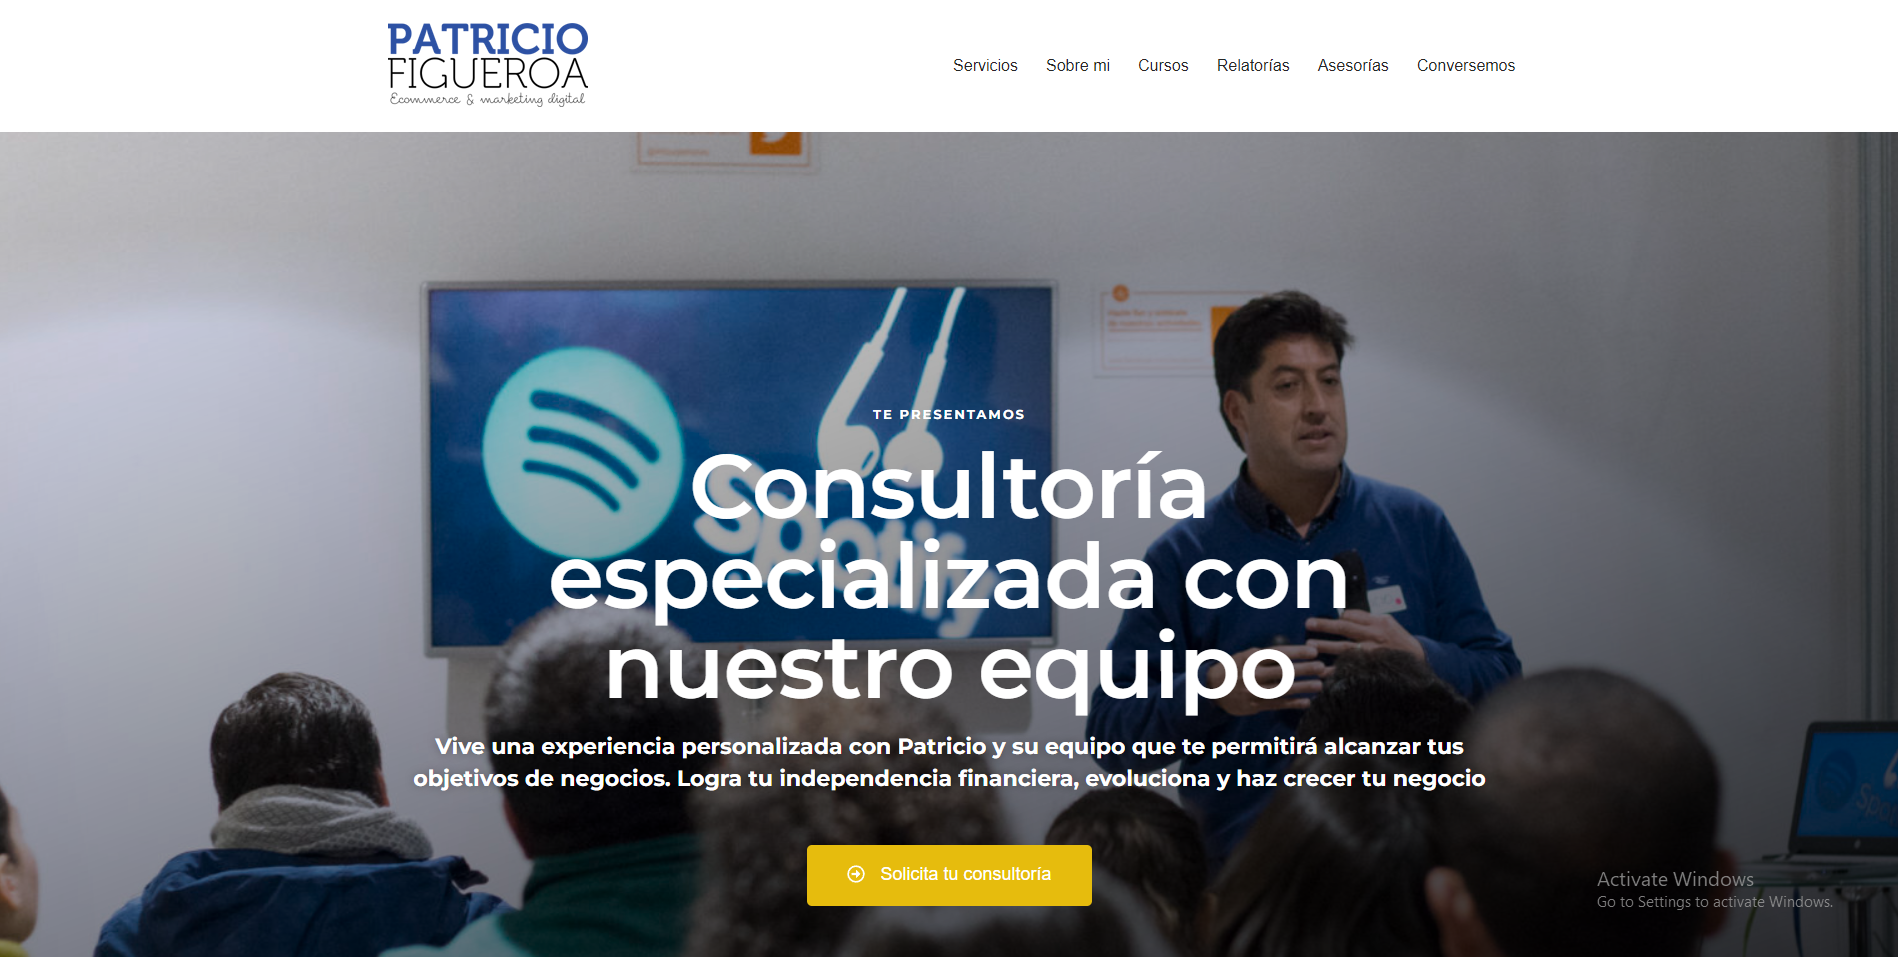 PATRICIO
FIGUEROA
Ecommerce & marketing digital
Servicios
Sobre mi
Cursos
Relatorías
Asesorías
Conversemos
TE PRESENTAMOS
Spotify
Consultoría
especializada con
nuestro equipo
Vive una experiencia personalizada con Patricio y su equipo que te permitirá alcanzar tus
objetivos de negocios. Logra tu independencia financiera, evoluciona y haz crecer tu negocio
Solicita tu consultoría
Activate Windows
Go to Settings to activate Windows.